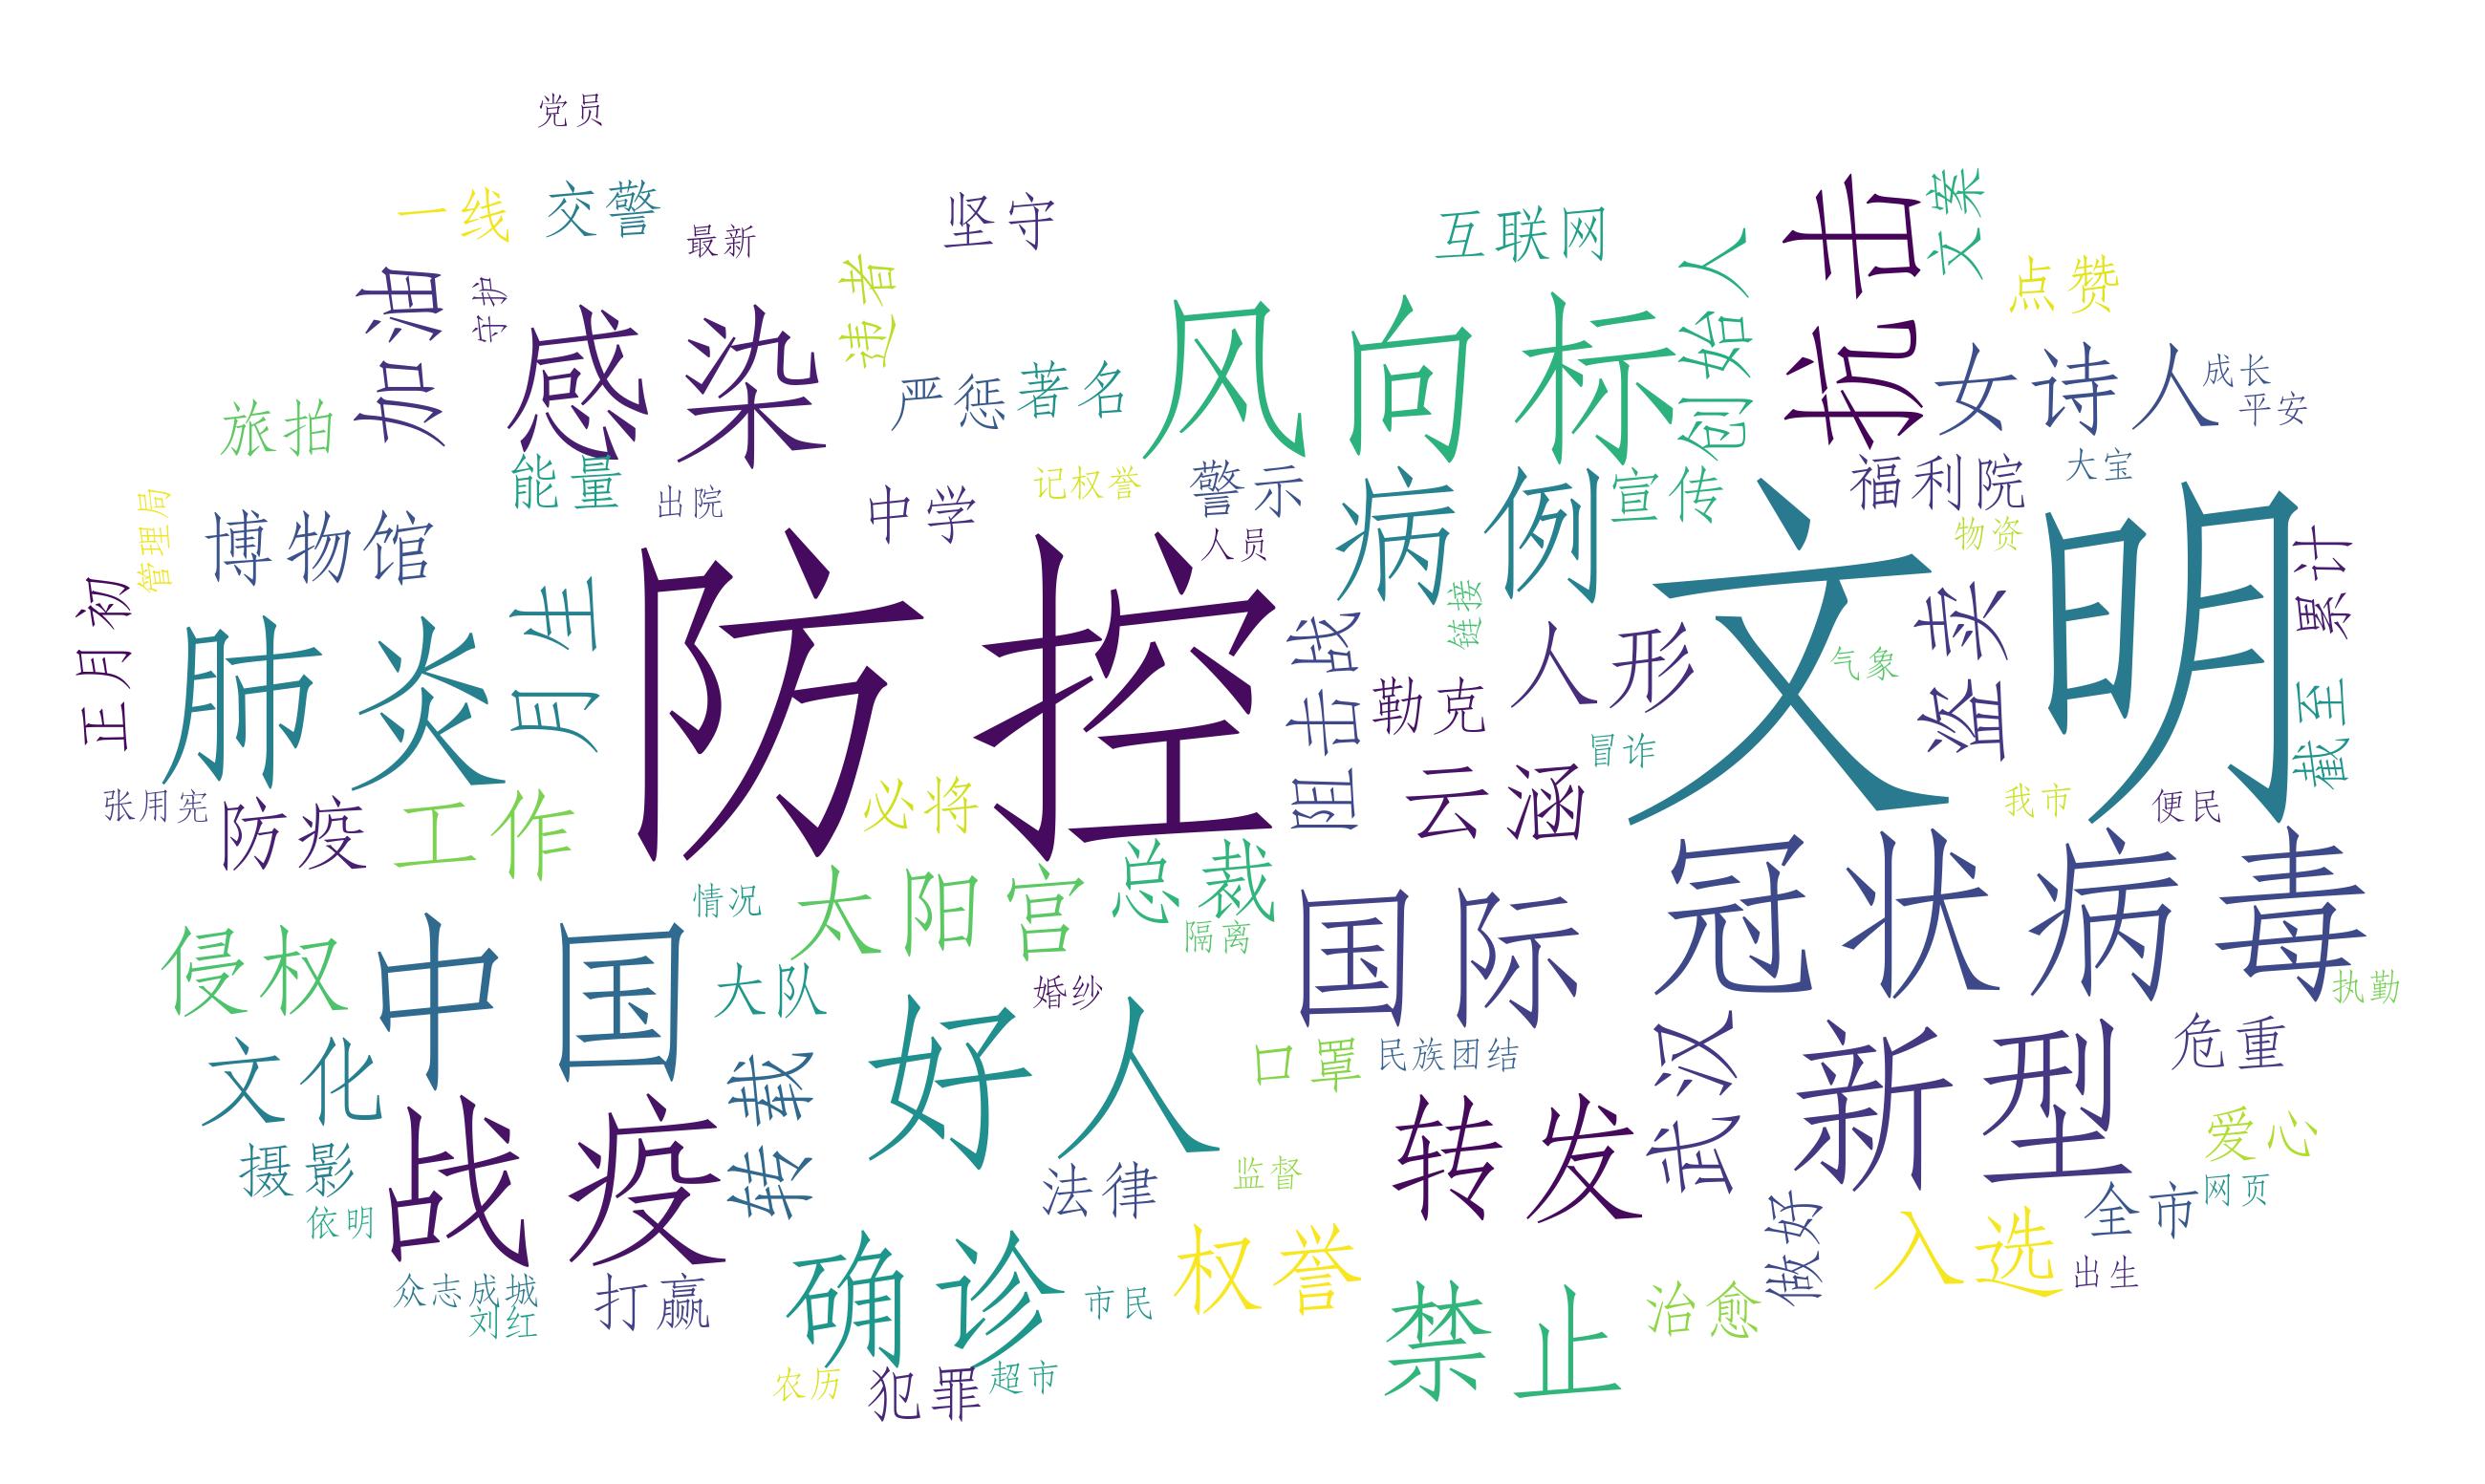 党员
一线
交警
最新
坚守
互联网
抗击
文案
点赞
加油
守护
违者
创始人
感染
风向标
女诗人
成长
平安
旅拍
严惩
著名
能量
出院
中学
记权誉
警示
人员
病例
宣传
福利院
大宝
管理局
博物馆
防控
文明
物资
累计
正月初
肺炎
月生
阻击战
链接
勒克
人形
气象
盗卖
截至
冒诈
张用宪
防疫
工作
必将
云涵
我市
便民
总裁
冠状病毒
情况
太阳宫
隔离
国际
侵权
中国
大队
婚纱
执勤
文化
转载
好人
口罩
民族团结
武汉
新型
危重
战疫
转发
爱心
摄影
法律
监督
网页
依明
全市
做好
入选
众志成城
刘红
打赢
确诊
市民
权誉
禁止
治愈
出生
农历
犯罪
超市